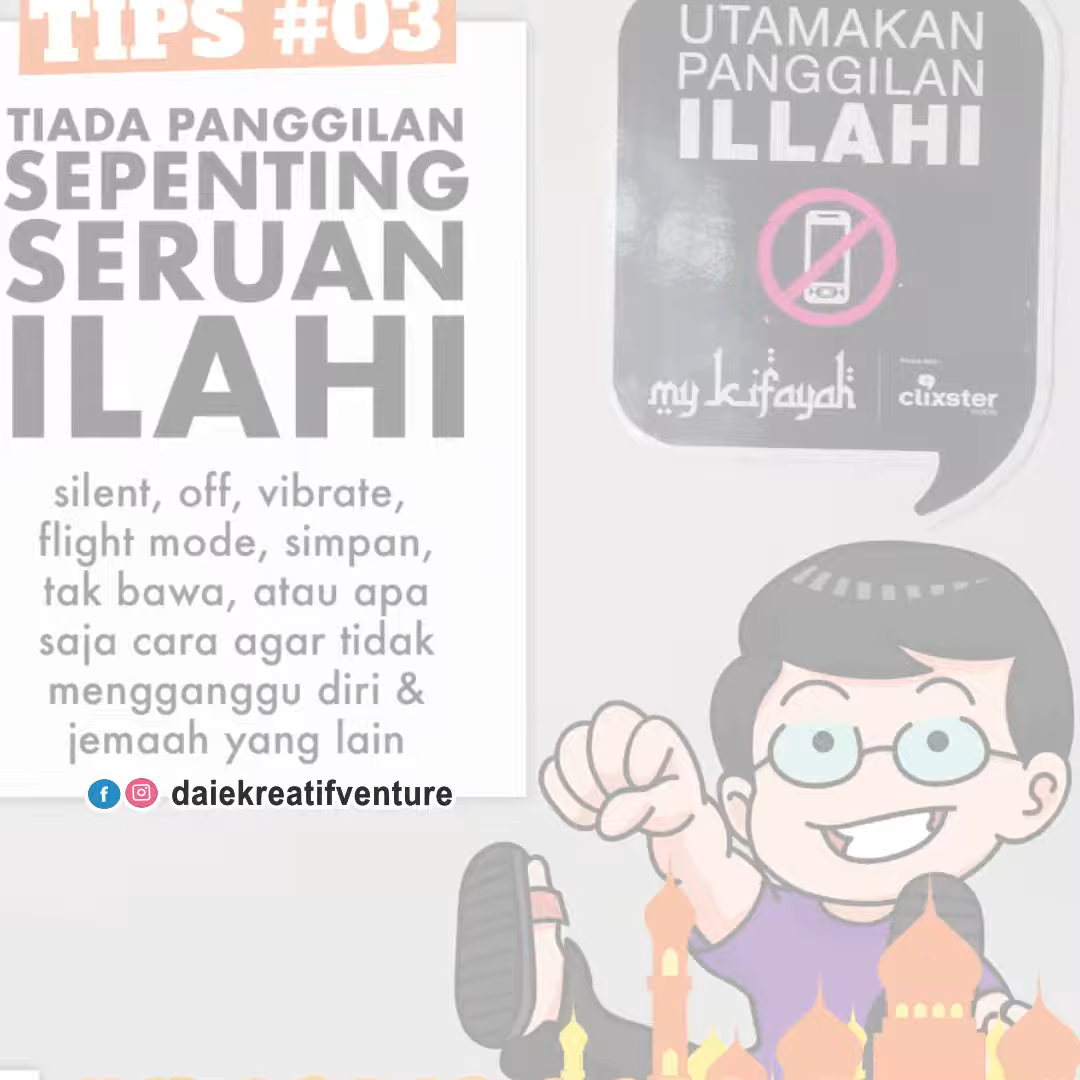 TIPS #03
TIADA PANGGILAN
SEPENTING
SERUAN
ILAHI
silent, off, vibrate,
flight mode, simpan,
tak bawa, atau apa
saja cara agar tidak
mengganggu diri &
jemaah yang lain
daiekreatifventure
UTAMAKAN
PANGGILAN
ILLAHI
my kifayah
clixster